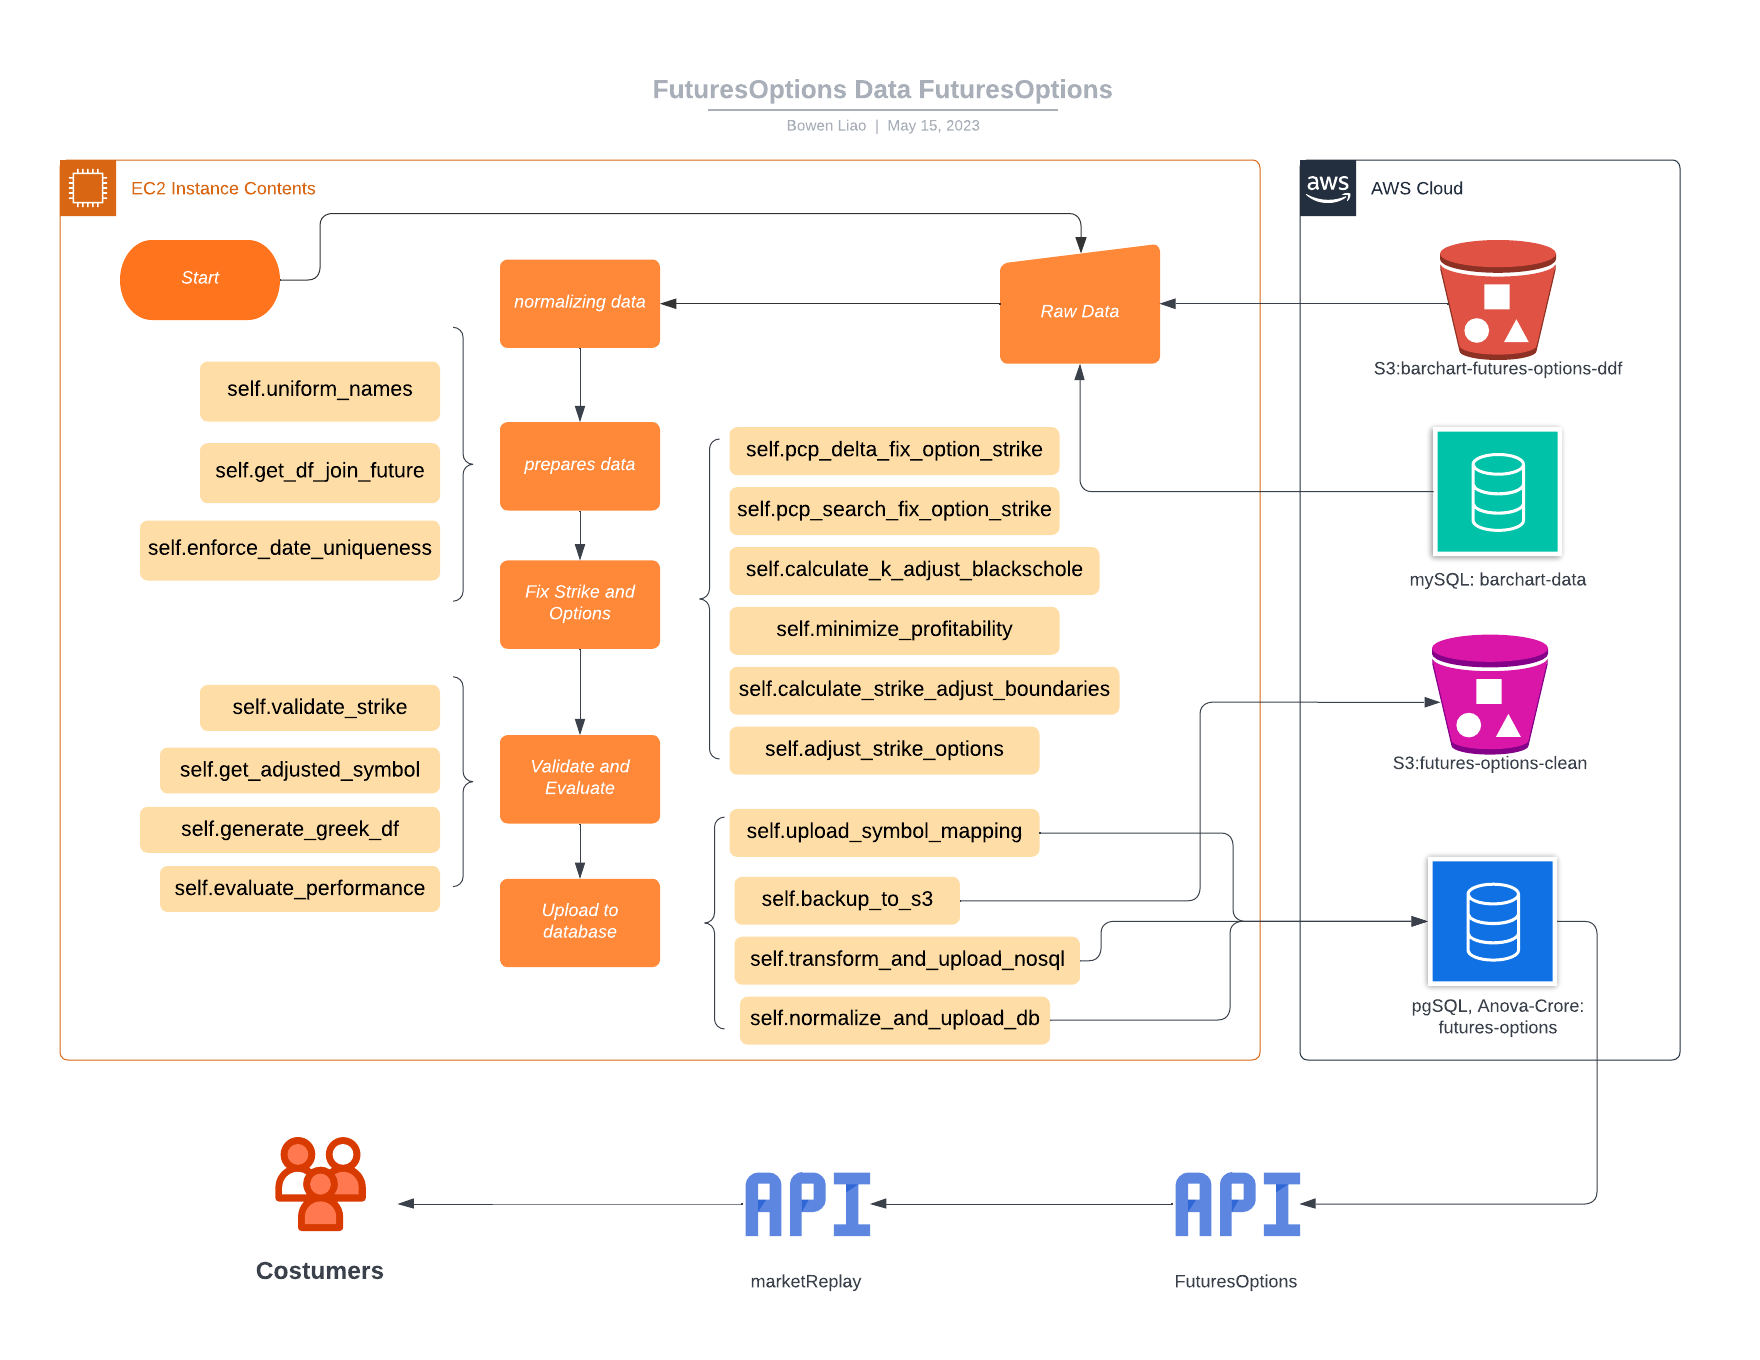 FuturesOptions Data FuturesOptions
Bowen Liao | May 15, 2023
EC2 Instance Contents
aws
AWS Cloud
Start
normalizing data
Raw Data
S3:barchart-futures-options-ddf
self.uniform_names
self.get_df_join_future
self.enforce_date_uniqueness
prepares data
self.pcp_delta_fix_option_strike
self.pcp_search_fix_option_strike
self.calculate_k_adjust_blackschole
self.minimize_profitability
self.calculate_strike_adjust_boundaries
self.adjust_strike_options
mySQL: barchart-data
Fix Strike and
Options
self.validate_strike
self.get_adjusted_symbol
self.generate_greek_df
self.evaluate_performance
Validate and
Evaluate
S3:futures-options-clean
Upload to
database
self.upload_symbol_mapping
self.backup_to_s3
self.transform_and_upload_nosql
self.normalize_and_upload_db
pgSQL, Anova-Crore:
futures-options
Costumers
API
marketReplay
API
FuturesOptions